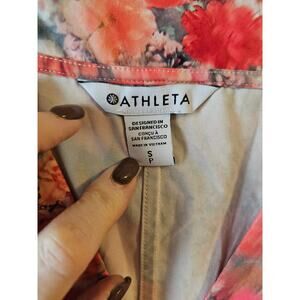 ATHLETA
DESIGNED IN
SAN FRANCISCO
CONÇU À
SAN FRANCISCO
MADE IN VIETNAM
S
P